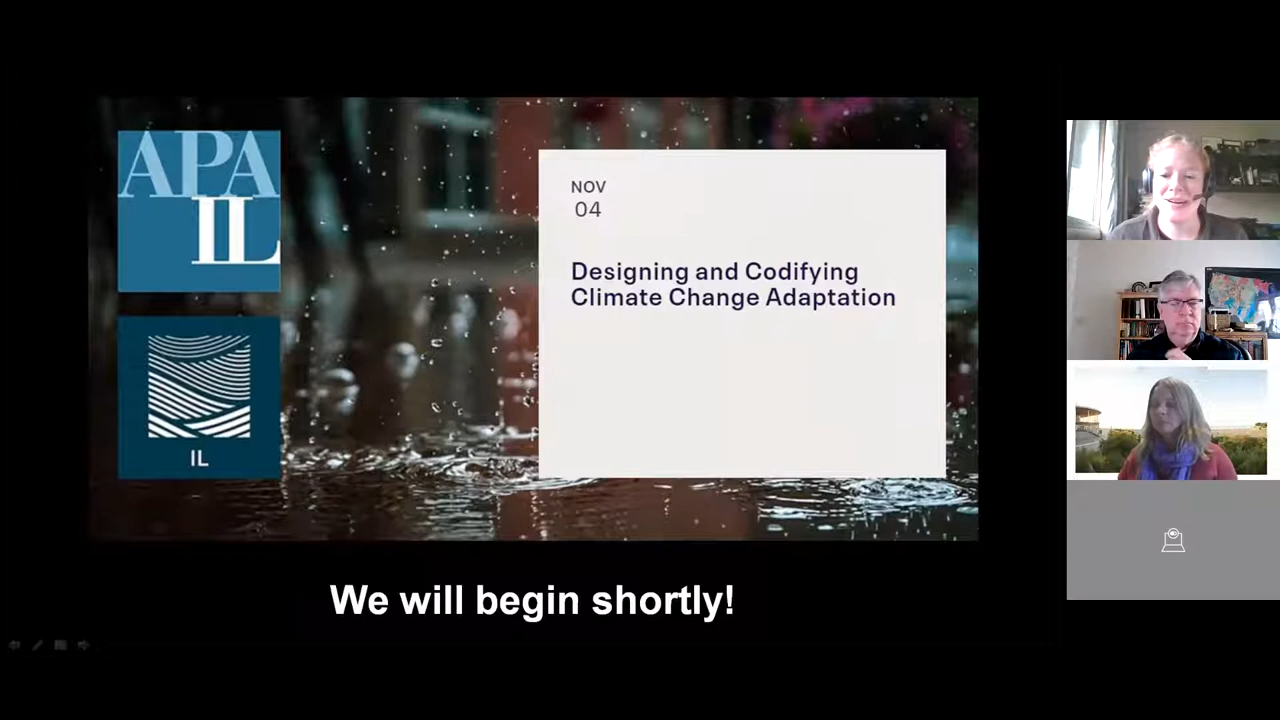 APA
IL
IL
NOV
04
Designing and Codifying
Climate Change Adaptation
We will begin shortly!